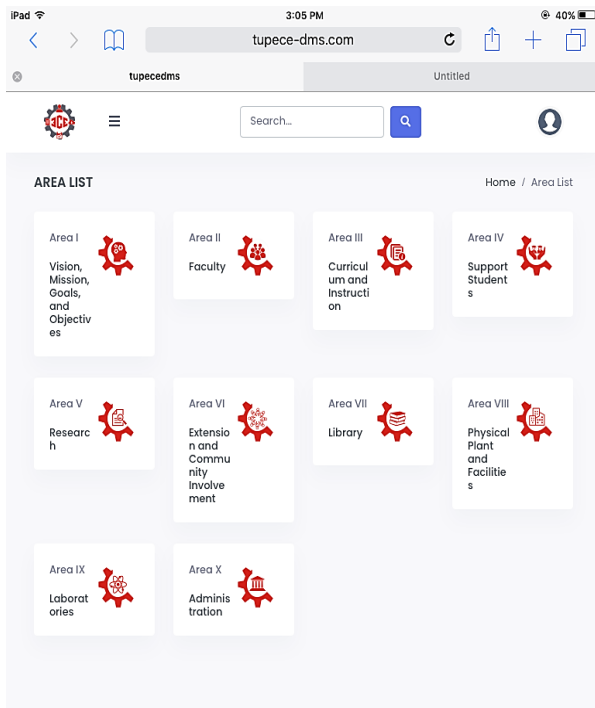 iPad 3:05 PM 40%
tupece-dms.com
tupecedms Untitled
ECE
Search...
AREA LIST Home / Area List
Area I
Vision,
Mission,
Goals,
and
Objectiv
es
Area II
Faculty
Area III
Curricul
um and
Instructi
on
Area IV
Support
Student
s
Area V
Researc
h
Area VI
Extensio
n and
Commu
nity
Involve
ment
Area VII
Library
Area VIII
Physical
Plant
and
Facilitie
s
Area IX
Laborat
ories
Area X
Adminis
tration